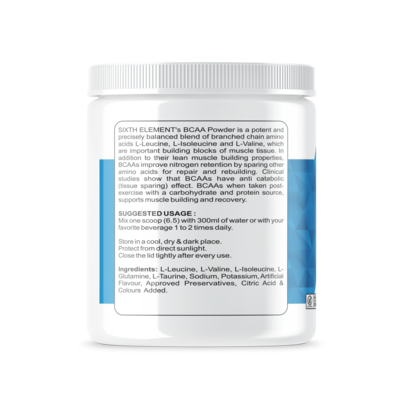 SIXTH ELEMENT's BCAA Powder is a potent and
precisely balanced blend of branched chain amino
acids L-Leucine, L-Isoleucine and L-Valine, which
are important building blocks of muscle tissue. In
addition to their lean muscle building properties,
BCAAs improve nitrogen retention by sparing other
amino acids for repair and rebuilding. Clinical
studies show that BCAAs have anti catabolic
(tissue sparing) effect. BCAAs when taken post-
exercise with a carbohydrate and protein source,
supports muscle building and recovery.
SUGGESTED USAGE :
Mix one scoop (6.5) with 300ml of water or with your
favorite beverage 1 to 2 times daily.
Store in a cool, dry & dark place.
Protect from direct sunlight.
Close the lid tightly after every use.
Ingredients: L-Leucine, L-Valine, L-Isoleucine, L-
Glutamine, L-Taurine, Sodium, Potassium, Artificial
Flavour, Approved Preservatives, Citric Acid &
Colours Added.